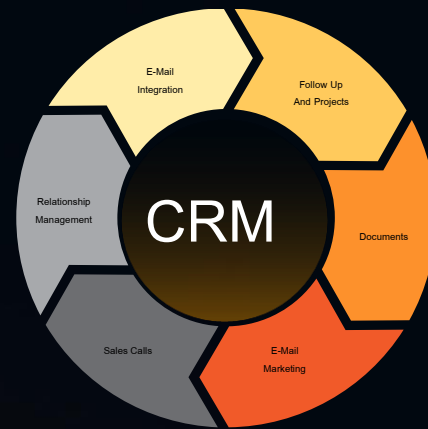 E-Mail
Integration
Follow Up
And Projects
Relationship
Management
CRM
Documents
Sales Calls
E-Mail
Marketing